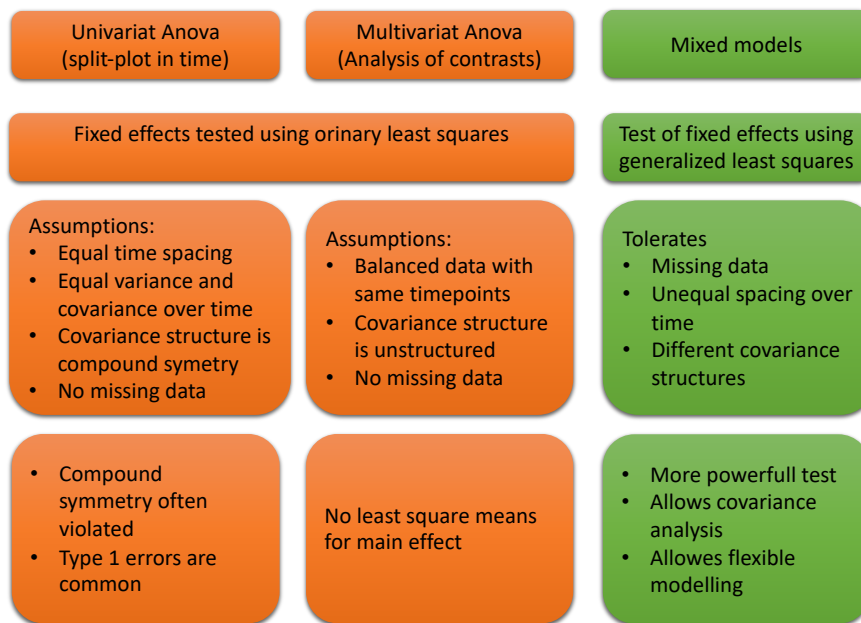 Univariat Anova
(split-plot in time)
Multivariat Anova
(Analysis of contrasts)
Mixed models
Fixed effects tested using orinary least squares
Test of fixed effects using
generalized least squares
Assumptions:
• Equal time spacing
• Equal variance and
covariance over time
• Covariance structure is
compound symetry
• No missing data
Assumptions:
• Balanced data with
same timepoints
• Covariance structure
is unstructured
• No missing data
Tolerates
• Missing data
• Unequal spacing over
time
• Different covariance
structures
• Compound
symmetry often
violated
• Type 1 errors are
common
No least square means
for main effect
• More powerfull test
• Allows covariance
analysis
• Allowes flexible
modelling